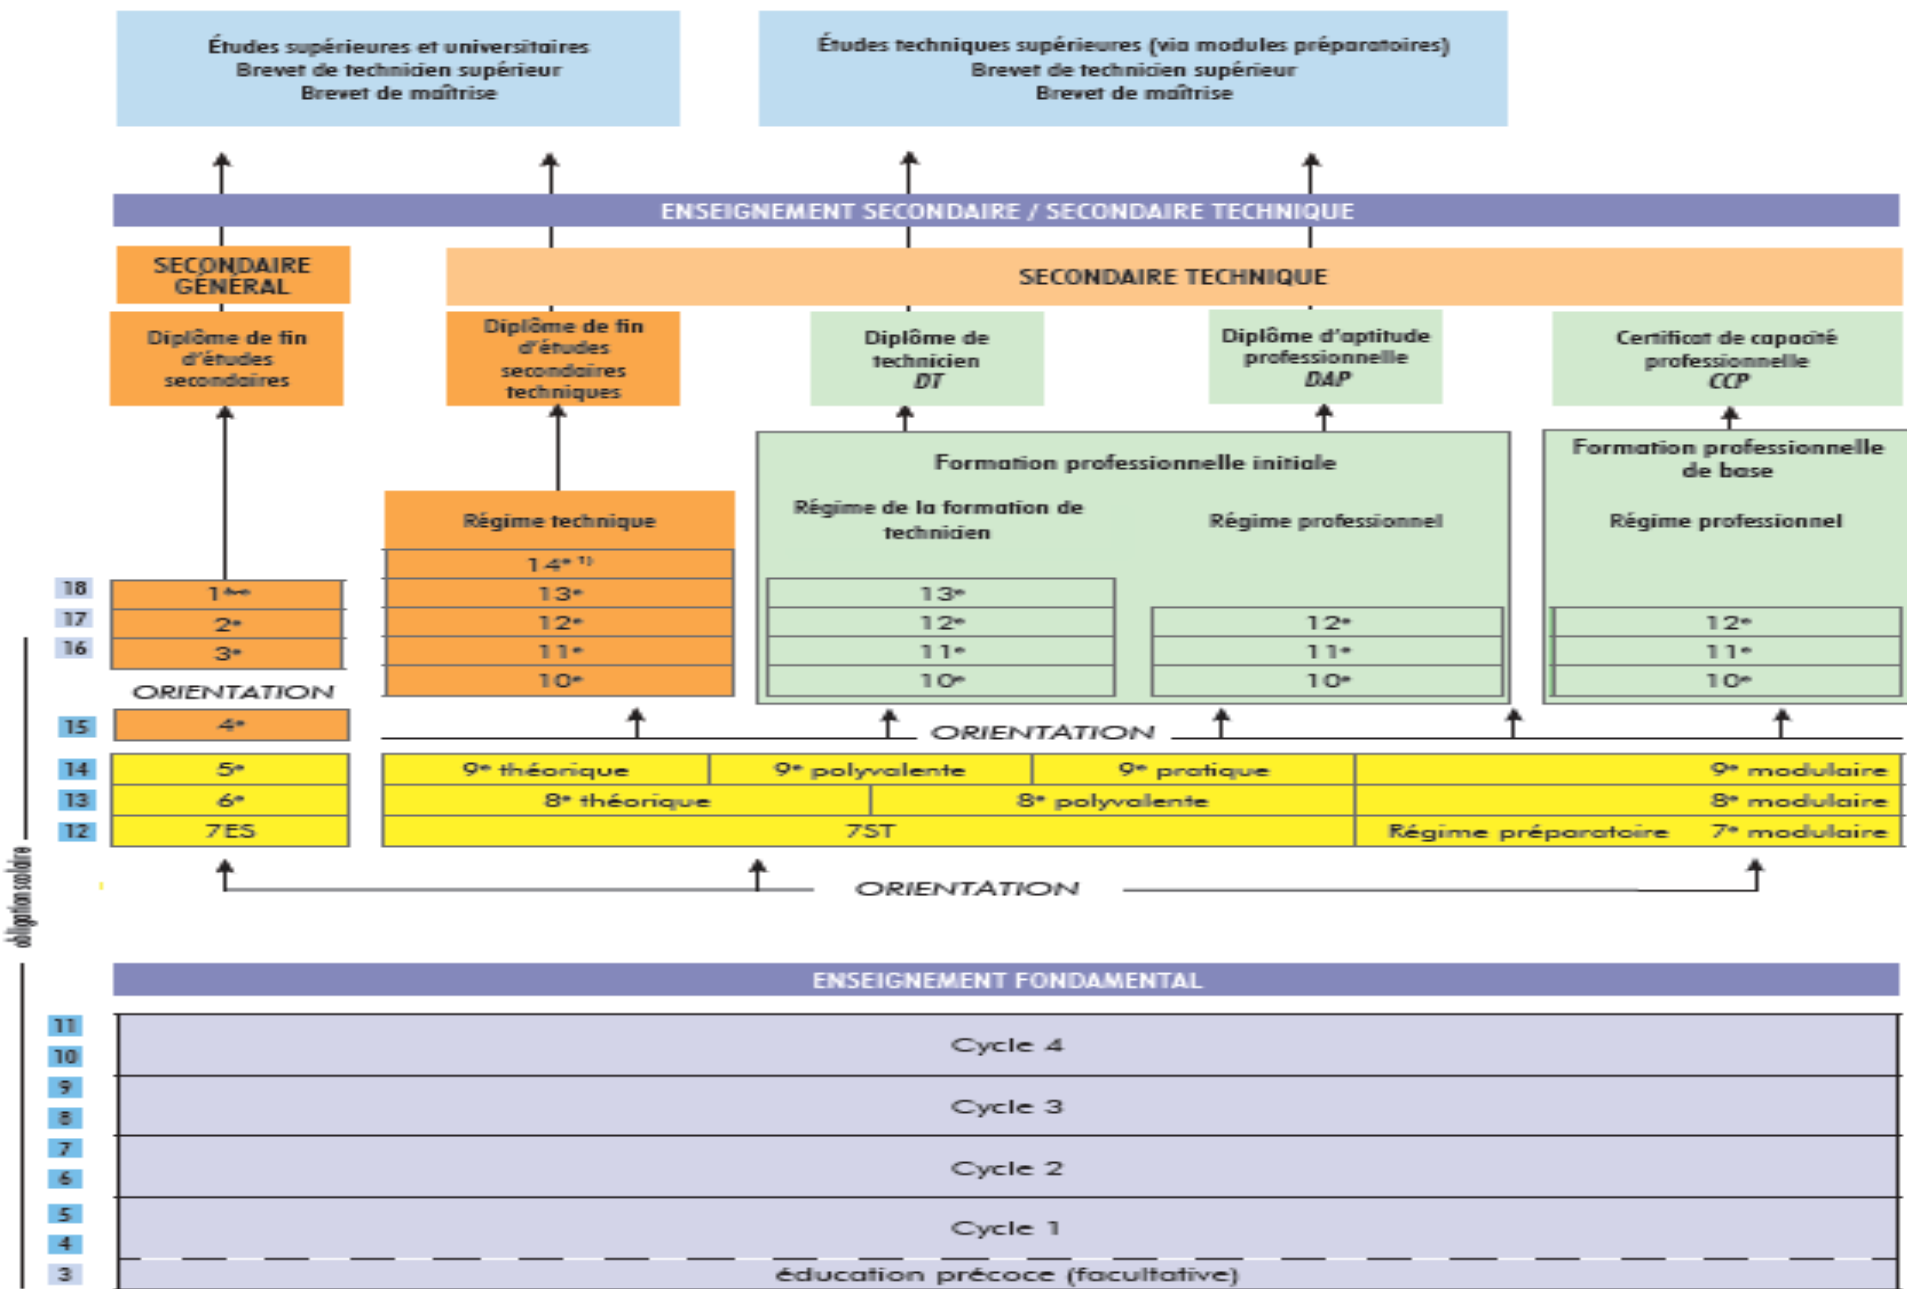 Études supérieures et universitaires
Brevet de technicien supérieur
Brevet de maîtrise
Études techniques supérieures (via modules préparatoires)
Brevet de technicien supérieur
Brevet de maîtrise
ENSEIGNEMENT SECONDAIRE / SECONDAIRE TECHNIQUE
SECONDAIRE
GÉNÉRAL
SECONDAIRE TECHNIQUE
Diplôme de fin
d'études
secondaires
Diplôme de fin
d'études
secondaires
techniques
Diplôme de
technicien
DT
Diplôme d'aptitude
professionnelle
DAP
Certificat de capacité
professionnelle
CCP
Formation professionnelle initiale
Formation professionnelle
de base
Régime technique
Régime de la formation de
technicien
Régime professionnel
Régime professionnel
14e 1)
18 1ère 13e 13e
17 2e 12e 12e 12e 12e
16 3e 11e 11e 11e 11e
ORIENTATION 10e 10e 10e 10e
15 4e ORIENTATION
14 5e 9e théorique 9e polyvalente 9e pratique 9e modulaire
13 6e 8e théorique 8e polyvalente 8e modulaire
12 7ES 7ST Régime préparatoire 7e modulaire
obligation scolaire
ORIENTATION
ENSEIGNEMENT FONDAMENTAL
11
10
Cycle 4
9
8
Cycle 3
7
6
Cycle 2
5
4
Cycle 1
3 éducation précoce (facultative)